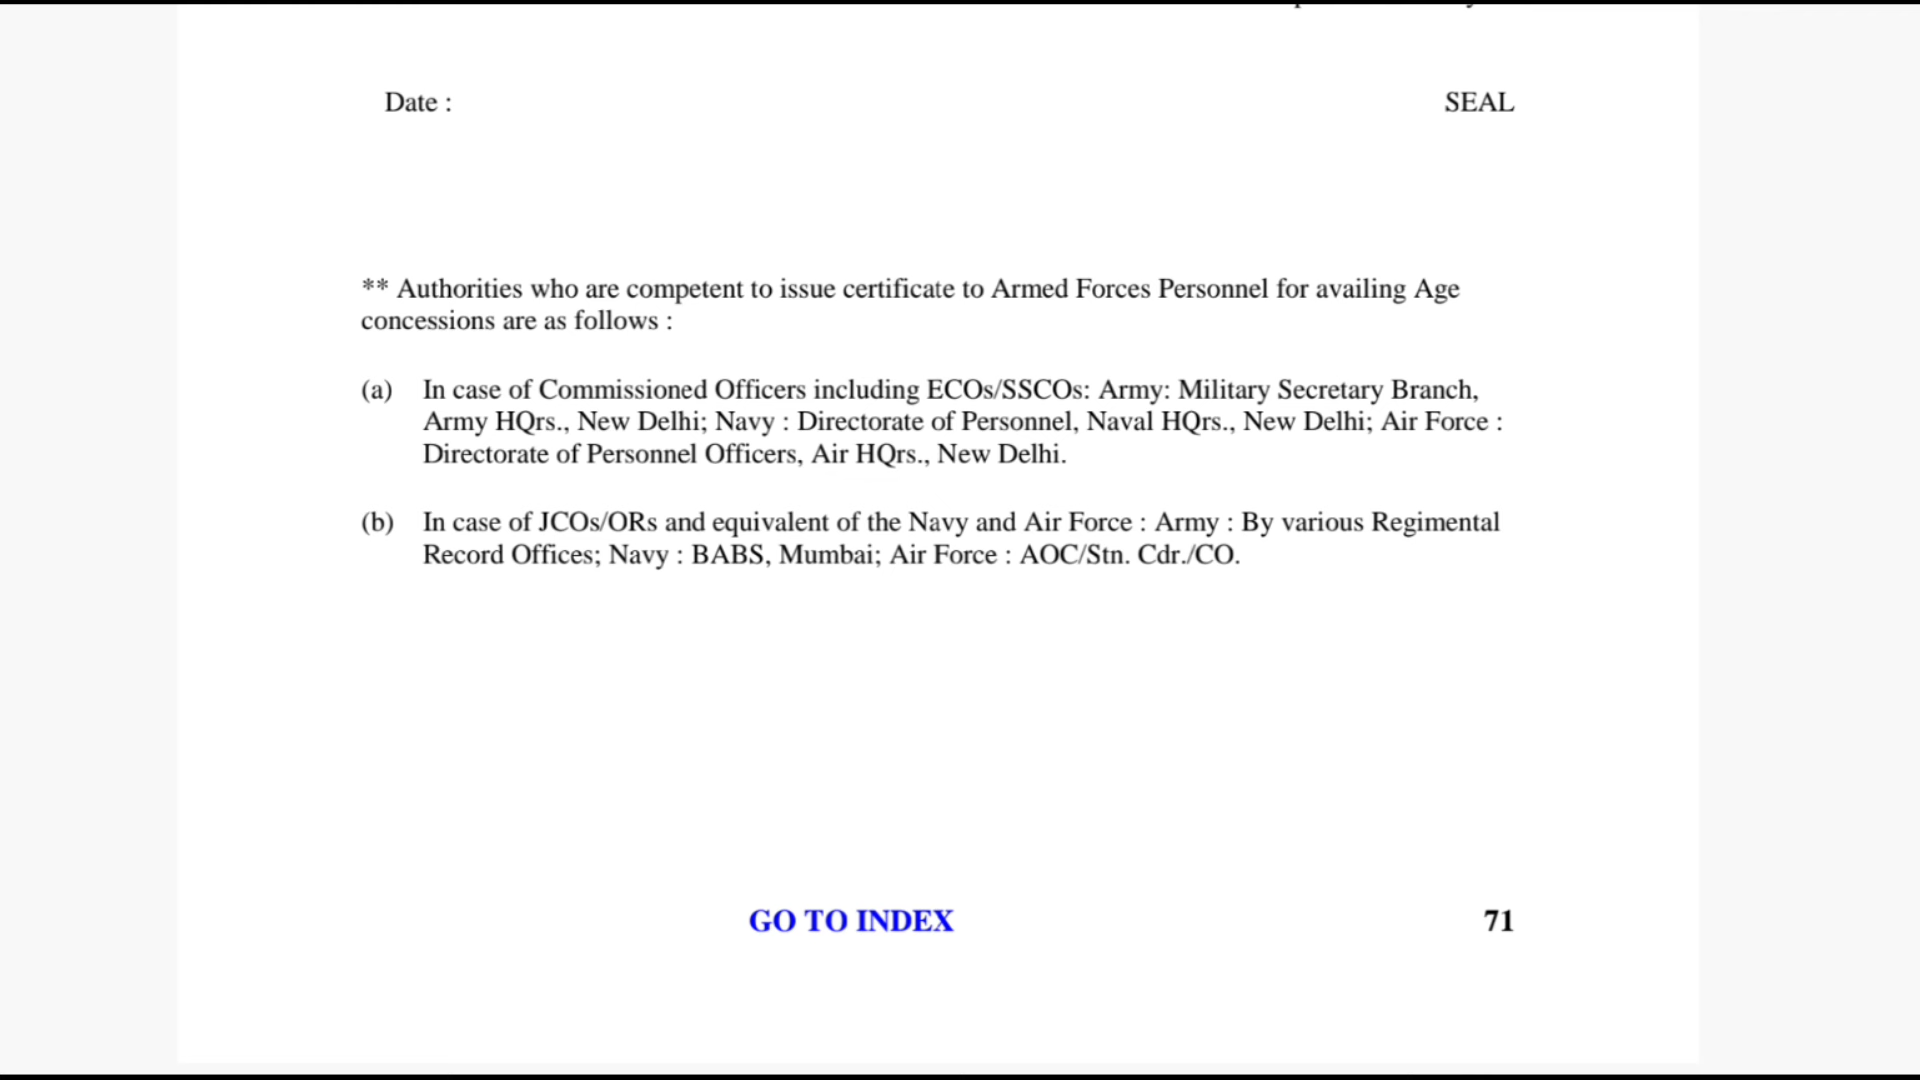 Date :
SEAL
** Authorities who are competent to issue certificate to Armed Forces Personnel for availing Age
concessions are as follows :
(a) In case of Commissioned Officers including ECOs/SSCOs: Army: Military Secretary Branch,
Army HQrs., New Delhi; Navy : Directorate of Personnel, Naval HQrs., New Delhi; Air Force :
Directorate of Personnel Officers, Air HQrs., New Delhi.
(b) In case of JCOs/ORs and equivalent of the Navy and Air Force : Army : By various Regimental
Record Offices; Navy : BABS, Mumbai; Air Force : AOC/Stn. Cdr./CO.
GO TO INDEX
71